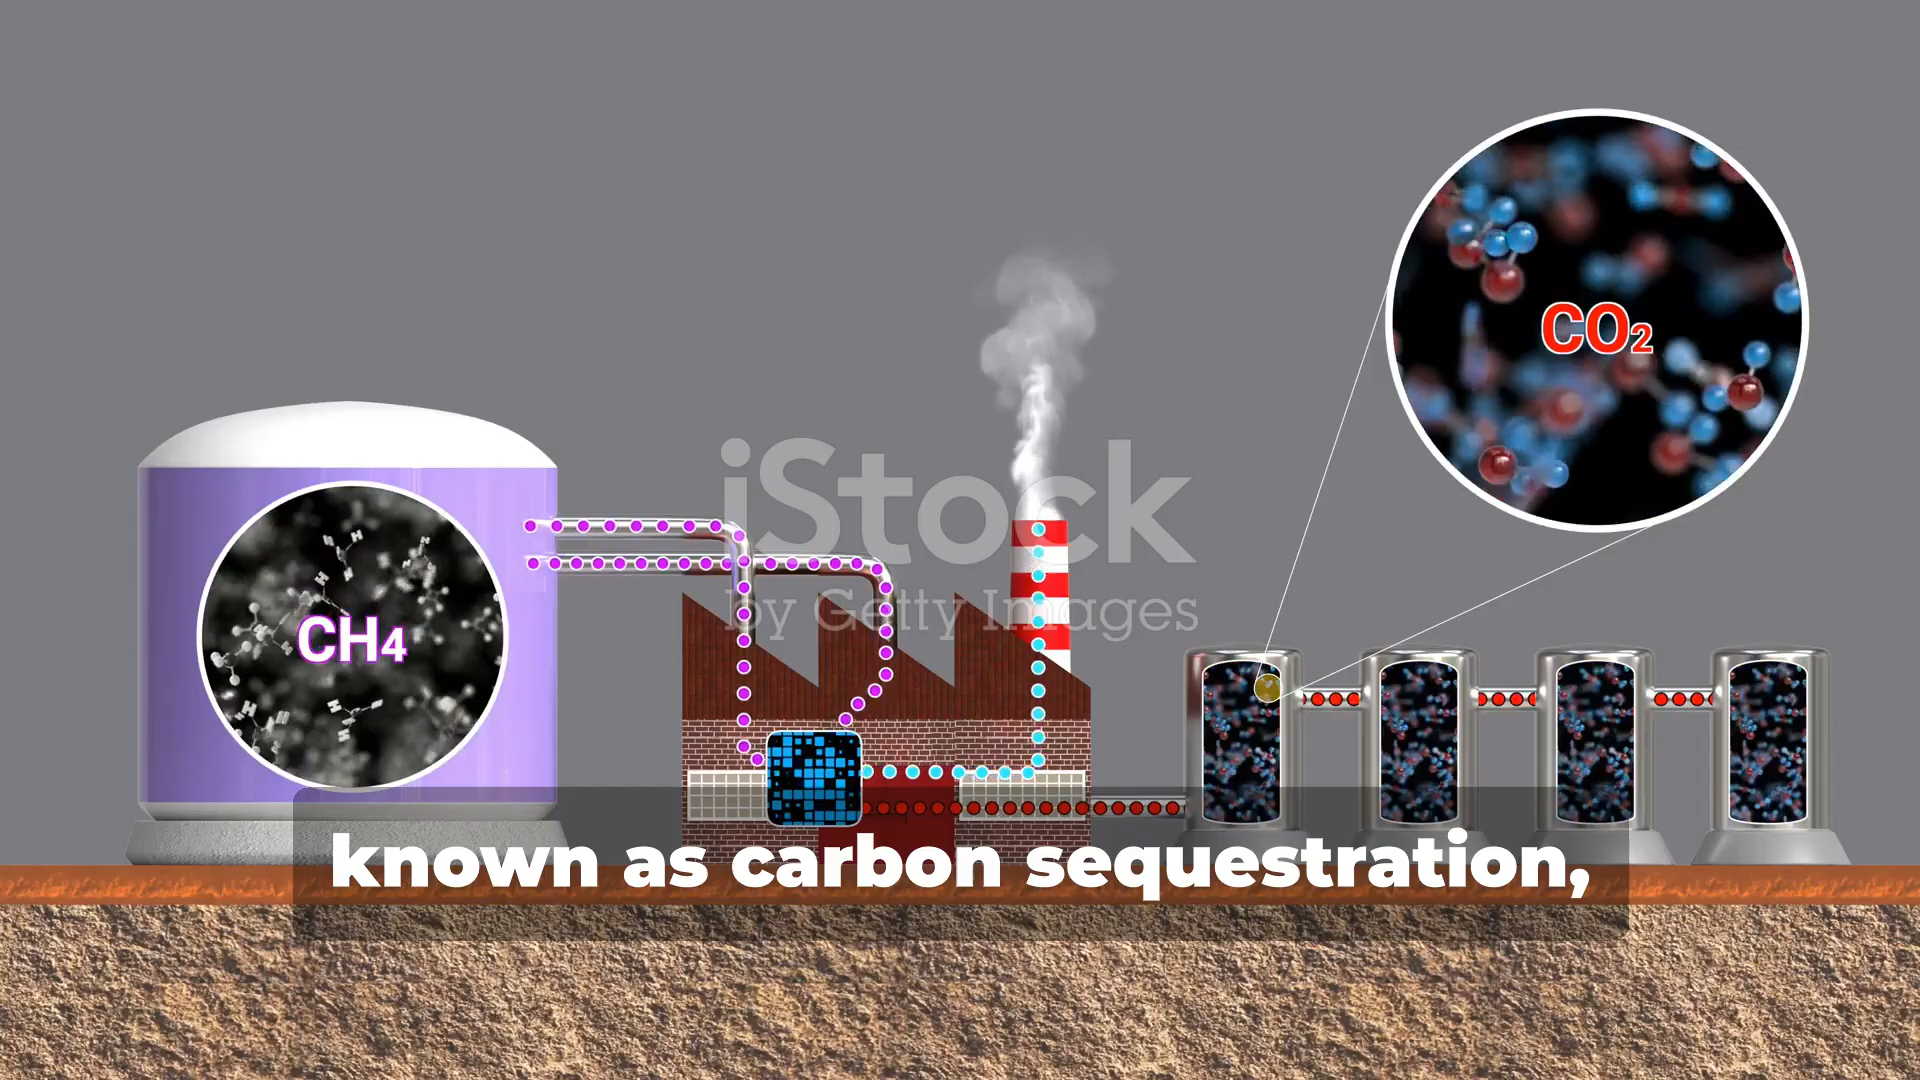 CO₂
iStock
by Getty Images
CH4
known as carbon sequestration,